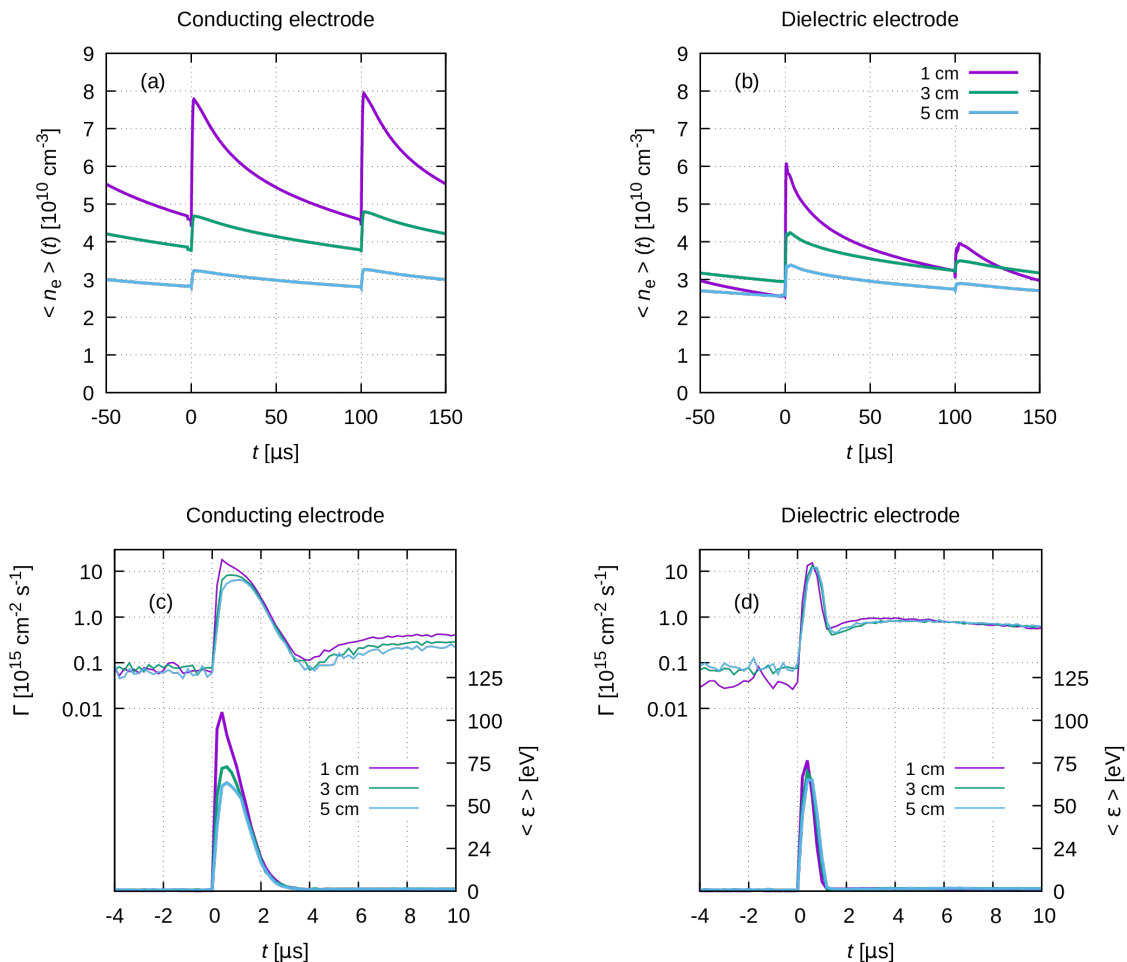 Conducting electrode
9
8
7
6
5
4
3
2
1
0
-50 0 50 100 150
(a)
< nₑ > (t) [10¹⁰ cm⁻³]
t [μs]
Dielectric electrode
9
8
7
6
5
4
3
2
1
0
-50 0 50 100 150
(b)
1 cm
3 cm
5 cm
< nₑ > (t) [10¹⁰ cm⁻³]
t [μs]
Conducting electrode
10
1.0
0.1
0.01
(c)
Γ [10¹⁵ cm⁻² s⁻¹]
125
104
75
50
24
0
< ε > [eV]
1 cm
3 cm
5 cm
-4 -2 0 2 4 6 8 10
t [μs]
Dielectric electrode
10
1.0
0.1
0.01
(d)
Γ [10¹⁵ cm⁻² s⁻¹]
125
104
75
50
24
0
< ε > [eV]
1 cm
3 cm
5 cm
-4 -2 0 2 4 6 8 10
t [μs]